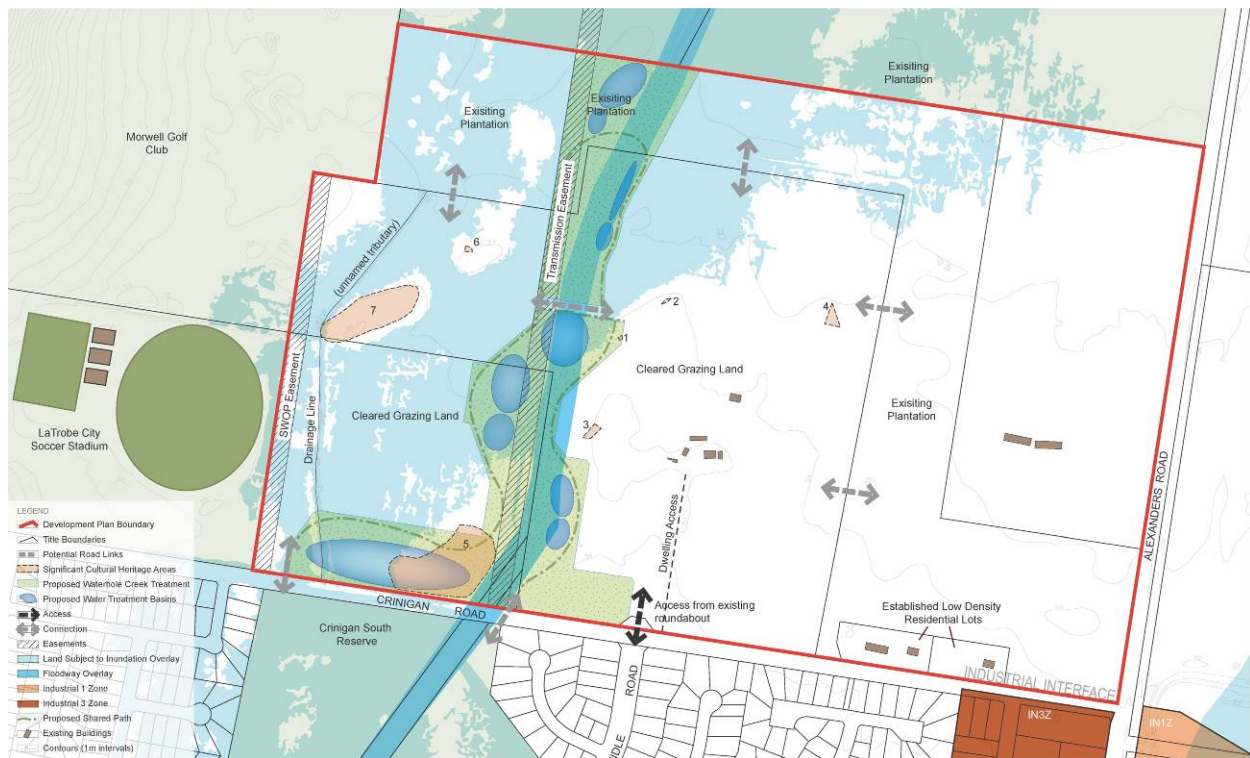 Exisiting
Plantation
Exisiting
Plantation
Exisiting
Plantation
Morwell Golf
Club
Transmission Easement
(unnamed tributary)
6
7
2
1
4
3
5
Cleared Grazing Land
SWOP Easement
Drainage Line
Cleared Grazing Land
Exisiting
Plantation
LaTrobe City
Soccer Stadium
Dwelling Access
ALEXANDERS ROAD
CRINIGAN ROAD
Crinigan South
Reserve
Access from existing
roundabout
Established Low Density
Residential Lots
INDUSTRIAL INTERFACE
IN3Z
IN1Z
ROAD
LEGEND
Development Plan Boundary
Title Boundaries
Potential Road Links
Significant Cultural Heritage Areas
Proposed Waterhole Creek Treatment
Proposed Water Treatment Basins
Access
Connection
Easements
Land Subject to Inundation Overlay
Floodway Overlay
Industrial 1 Zone
Industrial 3 Zone
Proposed Shared Path
Existing Buildings
Contours (1m intervals)